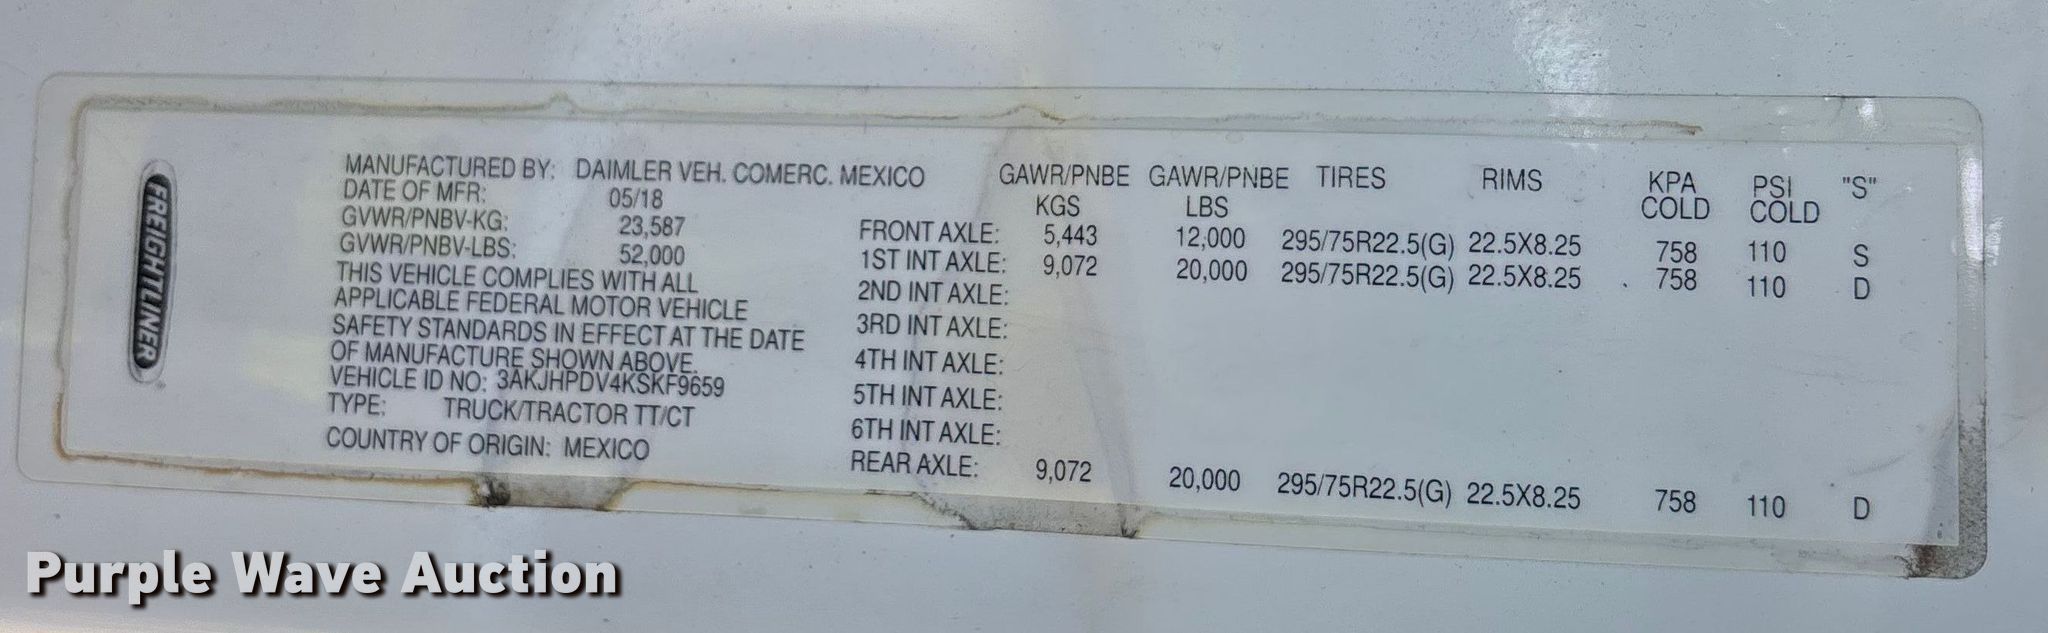 FREIGHTLINER
MANUFACTURED BY: DAIMLER VEH. COMERC. MEXICO
DATE OF MFR: 05/18
GVWR/PNBV-KG: 23,587
GVWR/PNBV-LBS: 52,000
THIS VEHICLE COMPLIES WITH ALL
APPLICABLE FEDERAL MOTOR VEHICLE
SAFETY STANDARDS IN EFFECT AT THE DATE
OF MANUFACTURE SHOWN ABOVE.
VEHICLE ID NO: 3AKJHPDV4KSKF9659
TYPE: TRUCK/TRACTOR TT/CT
COUNTRY OF ORIGIN: MEXICO
GAWR/PNBE GAWR/PNBE TIRES RIMS KPA PSI "S"
KGS LBS COLD COLD
FRONT AXLE: 5,443 12,000 295/75R22.5(G) 22.5X8.25 758 110 S
1ST INT AXLE: 9,072 20,000 295/75R22.5(G) 22.5X8.25 758 110 D
2ND INT AXLE:
3RD INT AXLE:
4TH INT AXLE:
5TH INT AXLE:
6TH INT AXLE:
REAR AXLE: 9,072 20,000 295/75R22.5(G) 22.5X8.25 758 110 D
Purple Wave Auction